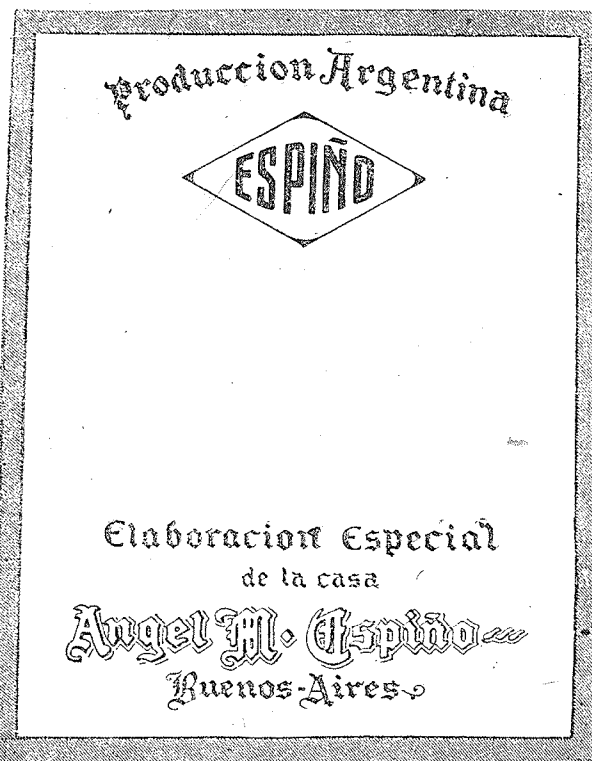 Produccion Argentina
ESPIÑO
Elaboracion Especial
de la casa
Angel M. Espiño
Buenos-Aires